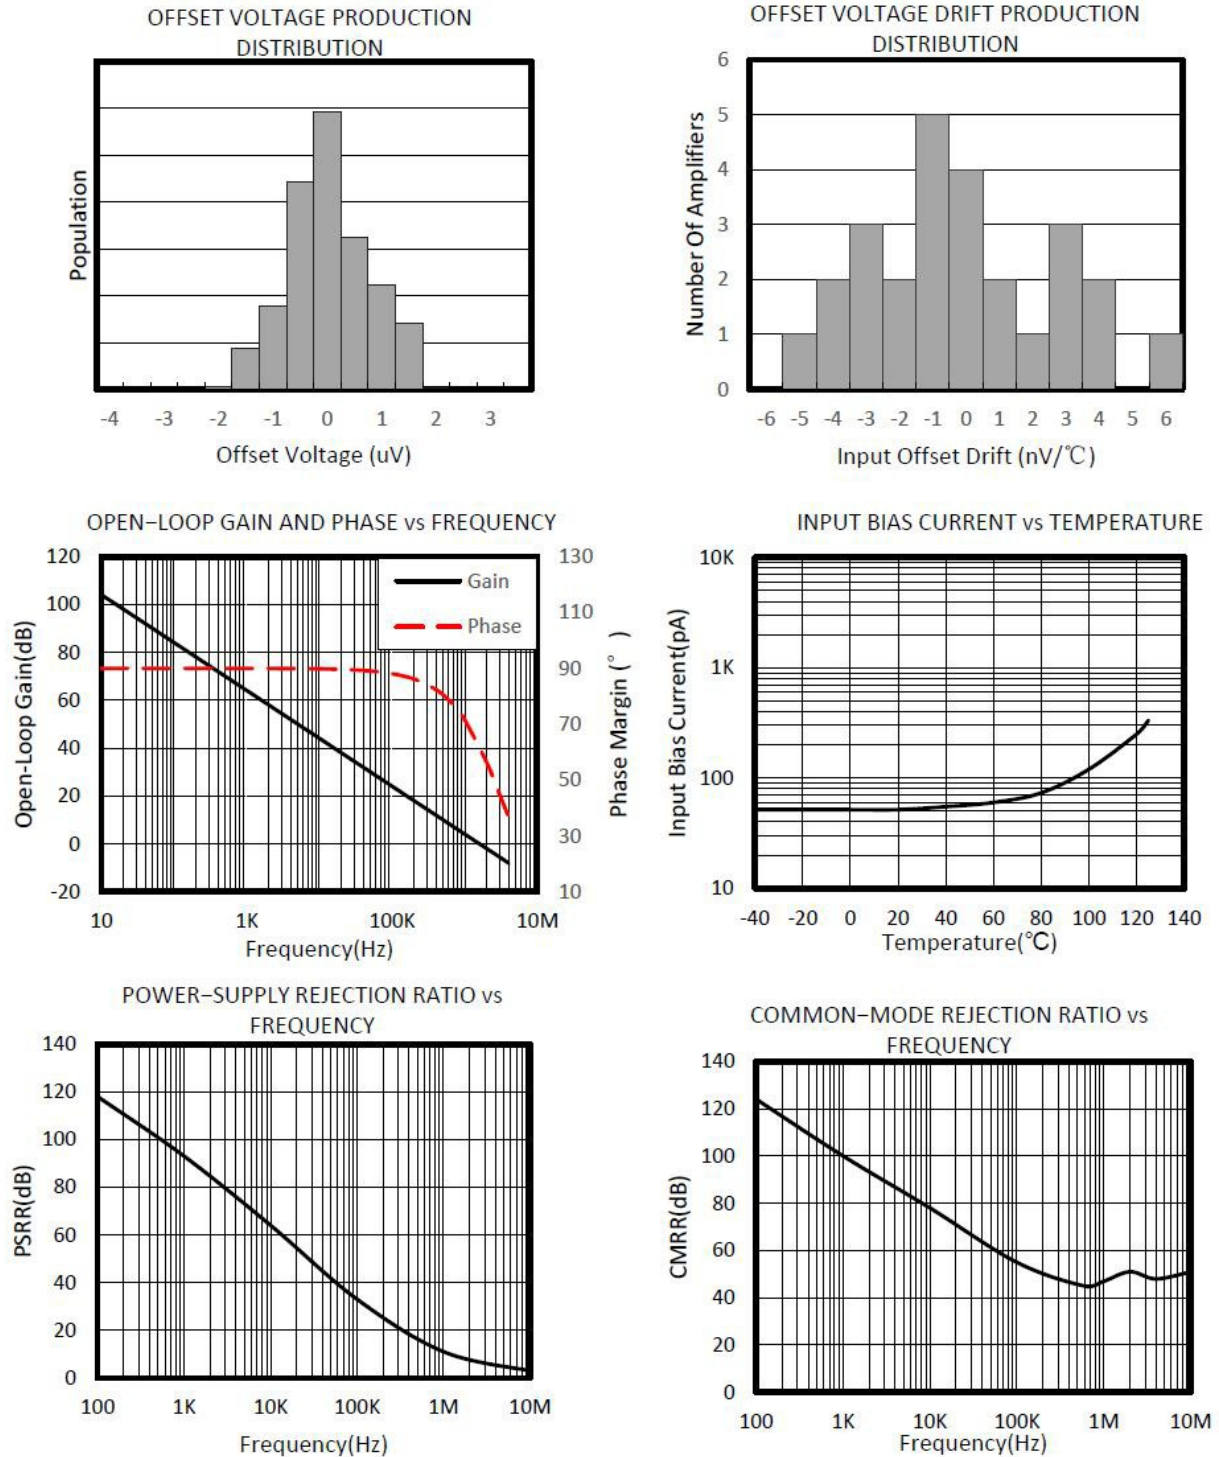 OFFSET VOLTAGE PRODUCTION
DISTRIBUTION
Population
-4 -3 -2 -1 0 1 2 3
Offset Voltage (uV)
OFFSET VOLTAGE DRIFT PRODUCTION
DISTRIBUTION
6
5
4
3
2
1
0
Number Of Amplifiers
-6 -5 -4 -3 -2 -1 0 1 2 3 4 5 6
Input Offset Drift (nV/℃)
OPEN−LOOP GAIN AND PHASE vs FREQUENCY
120
100
80
60
40
20
0
-20
Open-Loop Gain(dB)
Gain
Phase
130
110
90
70
50
30
10
Phase Margin (° )
10 1K 100K 10M
Frequency(Hz)
INPUT BIAS CURRENT vs TEMPERATURE
10K
1K
100
10
Input Bias Current(pA)
-40 -20 0 20 40 60 80 100 120 140
Temperature(℃)
POWER−SUPPLY REJECTION RATIO vs
FREQUENCY
140
120
100
80
60
40
20
0
PSRR(dB)
100 1K 10K 100K 1M 10M
Frequency(Hz)
COMMON−MODE REJECTION RATIO vs
FREQUENCY
140
120
100
80
60
40
20
0
CMRR(dB)
100 1K 10K 100K 1M 10M
Frequency(Hz)